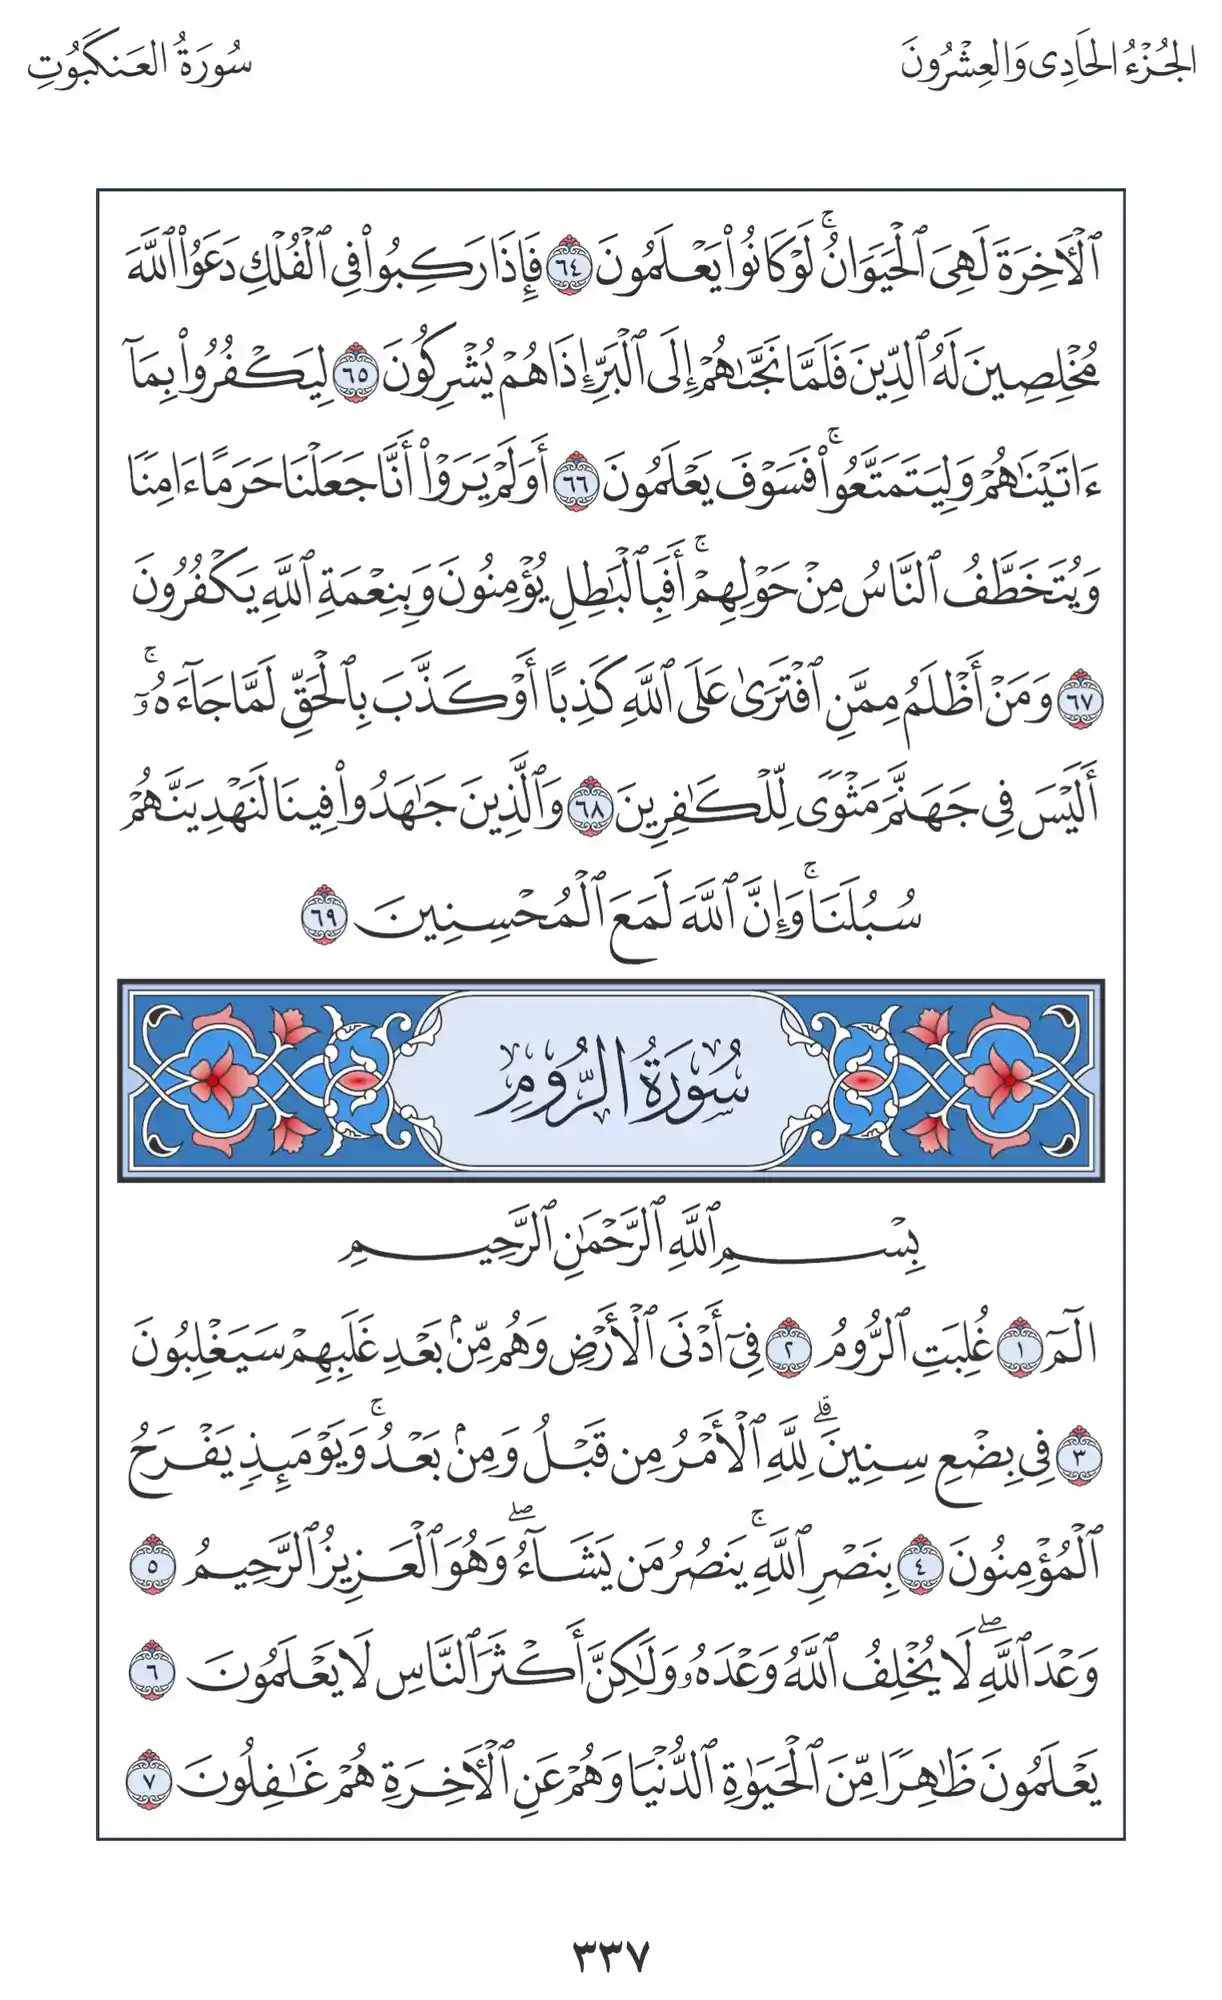 الجُزْءُ الحَادِى وَالعِشْرُونَ
سُورَةُ العَنكَبُوتِ
ٱلْأَخِرَةَ لَهِىَ ٱلْحَيَوَانُۚ لَوْ كَانُوا۟ يَعْلَمُونَ ٦٤ فَإِذَا رَكِبُوا۟ فِى ٱلْفُلْكِ دَعَوُا۟ ٱللَّهَ
مُخْلِصِينَ لَهُ ٱلدِّينَ فَلَمَّا نَجَّىٰهُمْ إِلَى ٱلْبَرِّ إِذَا هُمْ يُشْرِكُونَ ٦٥ لِيَكْفُرُوا۟ بِمَآ
ءَاتَيْنَٰهُمْ وَلِيَتَمَتَّعُوا۟ۚ فَسَوْفَ يَعْلَمُونَ ٦٦ أَوَلَمْ يَرَوْا۟ أَنَّا جَعَلْنَا حَرَمًا ءَامِنًا
وَيُتَخَطَّفُ ٱلنَّاسُ مِنْ حَوْلِهِمْۚ أَفَبِٱلْبَٰطِلِ يُؤْمِنُونَ وَبِنِعْمَةِ ٱللَّهِ يَكْفُرُونَ
٦٧ وَمَنْ أَظْلَمُ مِمَّنِ ٱفْتَرَىٰ عَلَى ٱللَّهِ كَذِبًا أَوْ كَذَّبَ بِٱلْحَقِّ لَمَّا جَآءَهُۥٓۚ
أَلَيْسَ فِى جَهَنَّمَ مَثْوًى لِّلْكَٰفِرِينَ ٦٨ وَٱلَّذِينَ جَٰهَدُوا۟ فِينَا لَنَهْدِيَنَّهُمْ
سُبُلَنَاۚ وَإِنَّ ٱللَّهَ لَمَعَ ٱلْمُحْسِنِينَ ٦٩
سُورَةُ الرُّومِ
بِسْمِ ٱللَّهِ ٱلرَّحْمَٰنِ ٱلرَّحِيمِ
الٓمٓ ١ غُلِبَتِ ٱلرُّومُ ٢ فِىٓ أَدْنَى ٱلْأَرْضِ وَهُم مِّنۢ بَعْدِ غَلَبِهِمْ سَيَغْلِبُونَ
٣ فِى بِضْعِ سِنِينَۗ لِلَّهِ ٱلْأَمْرُ مِن قَبْلُ وَمِنۢ بَعْدُۚ وَيَوْمَئِذٍ يَفْرَحُ
ٱلْمُؤْمِنُونَ ٤ بِنَصْرِ ٱللَّهِۚ يَنصُرُ مَن يَشَآءُۖ وَهُوَ ٱلْعَزِيزُ ٱلرَّحِيمُ ٥
وَعْدَ ٱللَّهِۖ لَا يُخْلِفُ ٱللَّهُ وَعْدَهُۥ وَلَٰكِنَّ أَكْثَرَ ٱلنَّاسِ لَا يَعْلَمُونَ ٦
يَعْلَمُونَ ظَٰهِرًا مِّنَ ٱلْحَيَوٰةِ ٱلدُّنْيَا وَهُمْ عَنِ ٱلْأَخِرَةِ هُمْ غَٰفِلُونَ ٧
٣٣٧